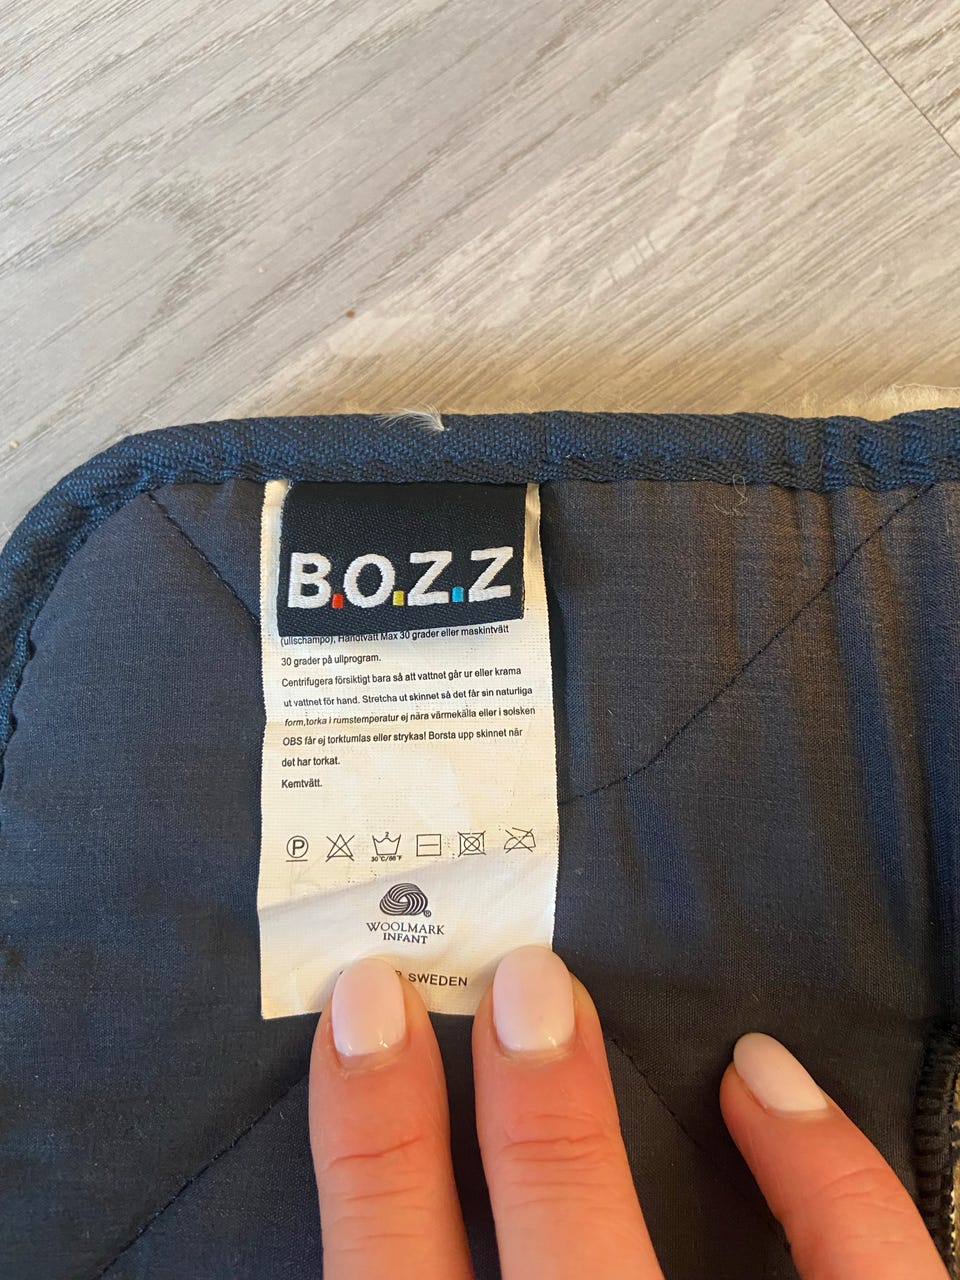 B.O.Z.Z
(ullschampo), Handtvätt Max 30 grader eller maskintvätt
30 grader på ullprogram.
Centrifugera försiktigt bara så att vattnet går ur eller krama
ut vattnet för hand. Stretcha ut skinnet så det får sin naturliga
form,torka i rumstemperatur ej nära värmekälla eller i solsken
OBS får ej torktumlas eller strykas! Borsta upp skinnet när
det har torkat.
Kemtvätt.
P
30°C/86°F
WOOLMARK
INFANT
SWEDEN